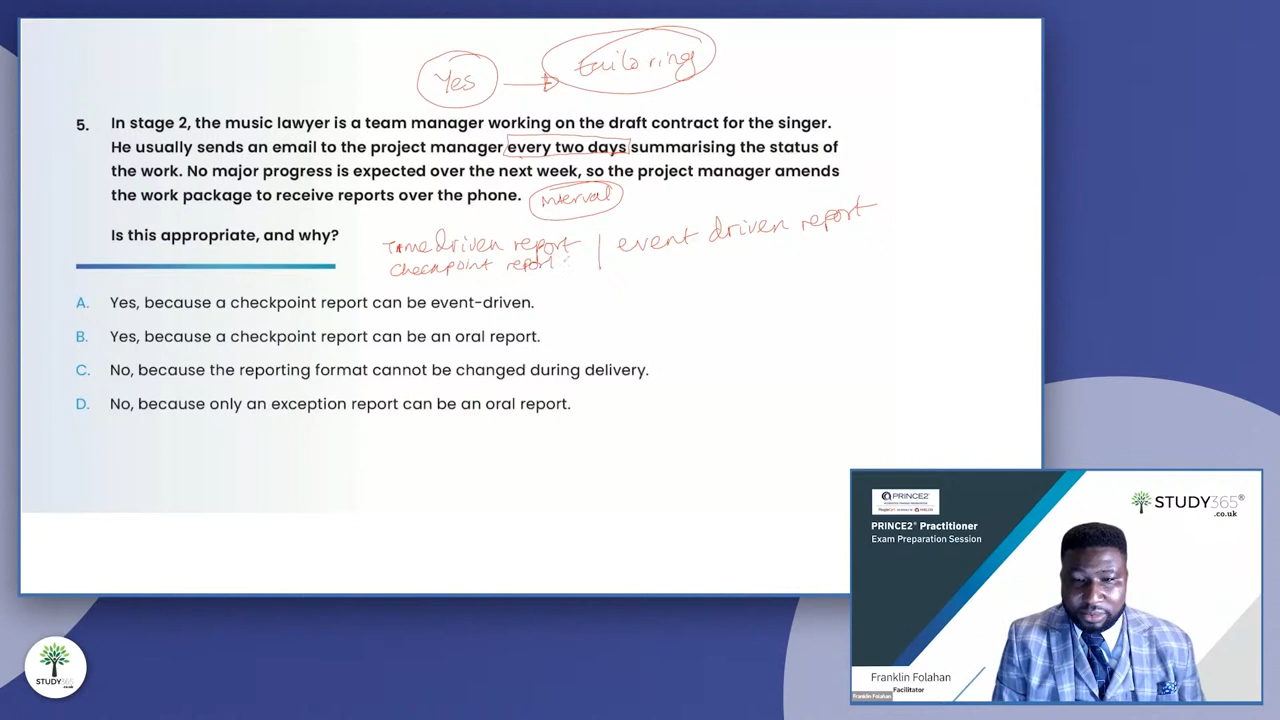 Yes
tailoring
5. In stage 2, the music lawyer is a team manager working on the draft contract for the singer.
He usually sends an email to the project manager every two days summarising the status of
the work. No major progress is expected over the next week, so the project manager amends
the work package to receive reports over the phone.
interval
Is this appropriate, and why?
Time driven report | event driven report
checkpoint report
A. Yes, because a checkpoint report can be event-driven.
B. Yes, because a checkpoint report can be an oral report.
C. No, because the reporting format cannot be changed during delivery.
D. No, because only an exception report can be an oral report.
PRINCE2®
STUDY365®
.co.uk
PRINCE2® Practitioner
Exam Preparation Session
Franklin Folahan
Facilitator
Franklin Folahan
STUDY365
.co.uk